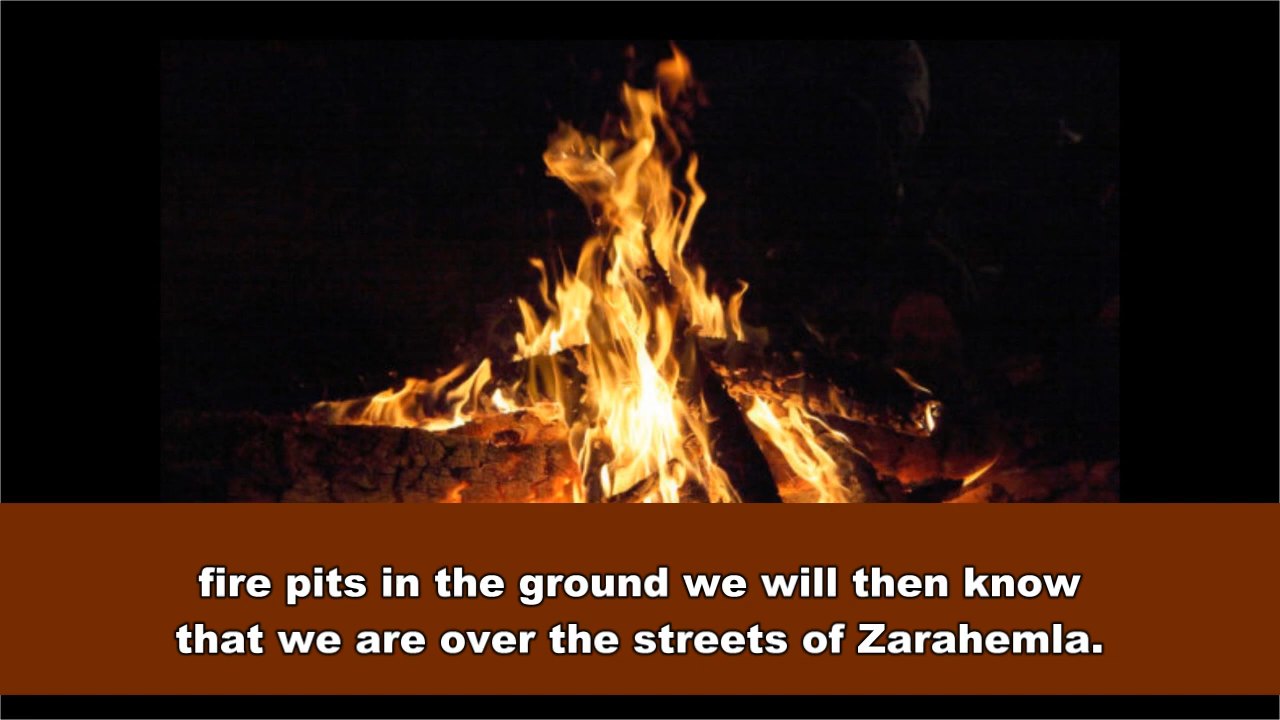 fire pits in the ground we will then know
that we are over the streets of Zarahemla.